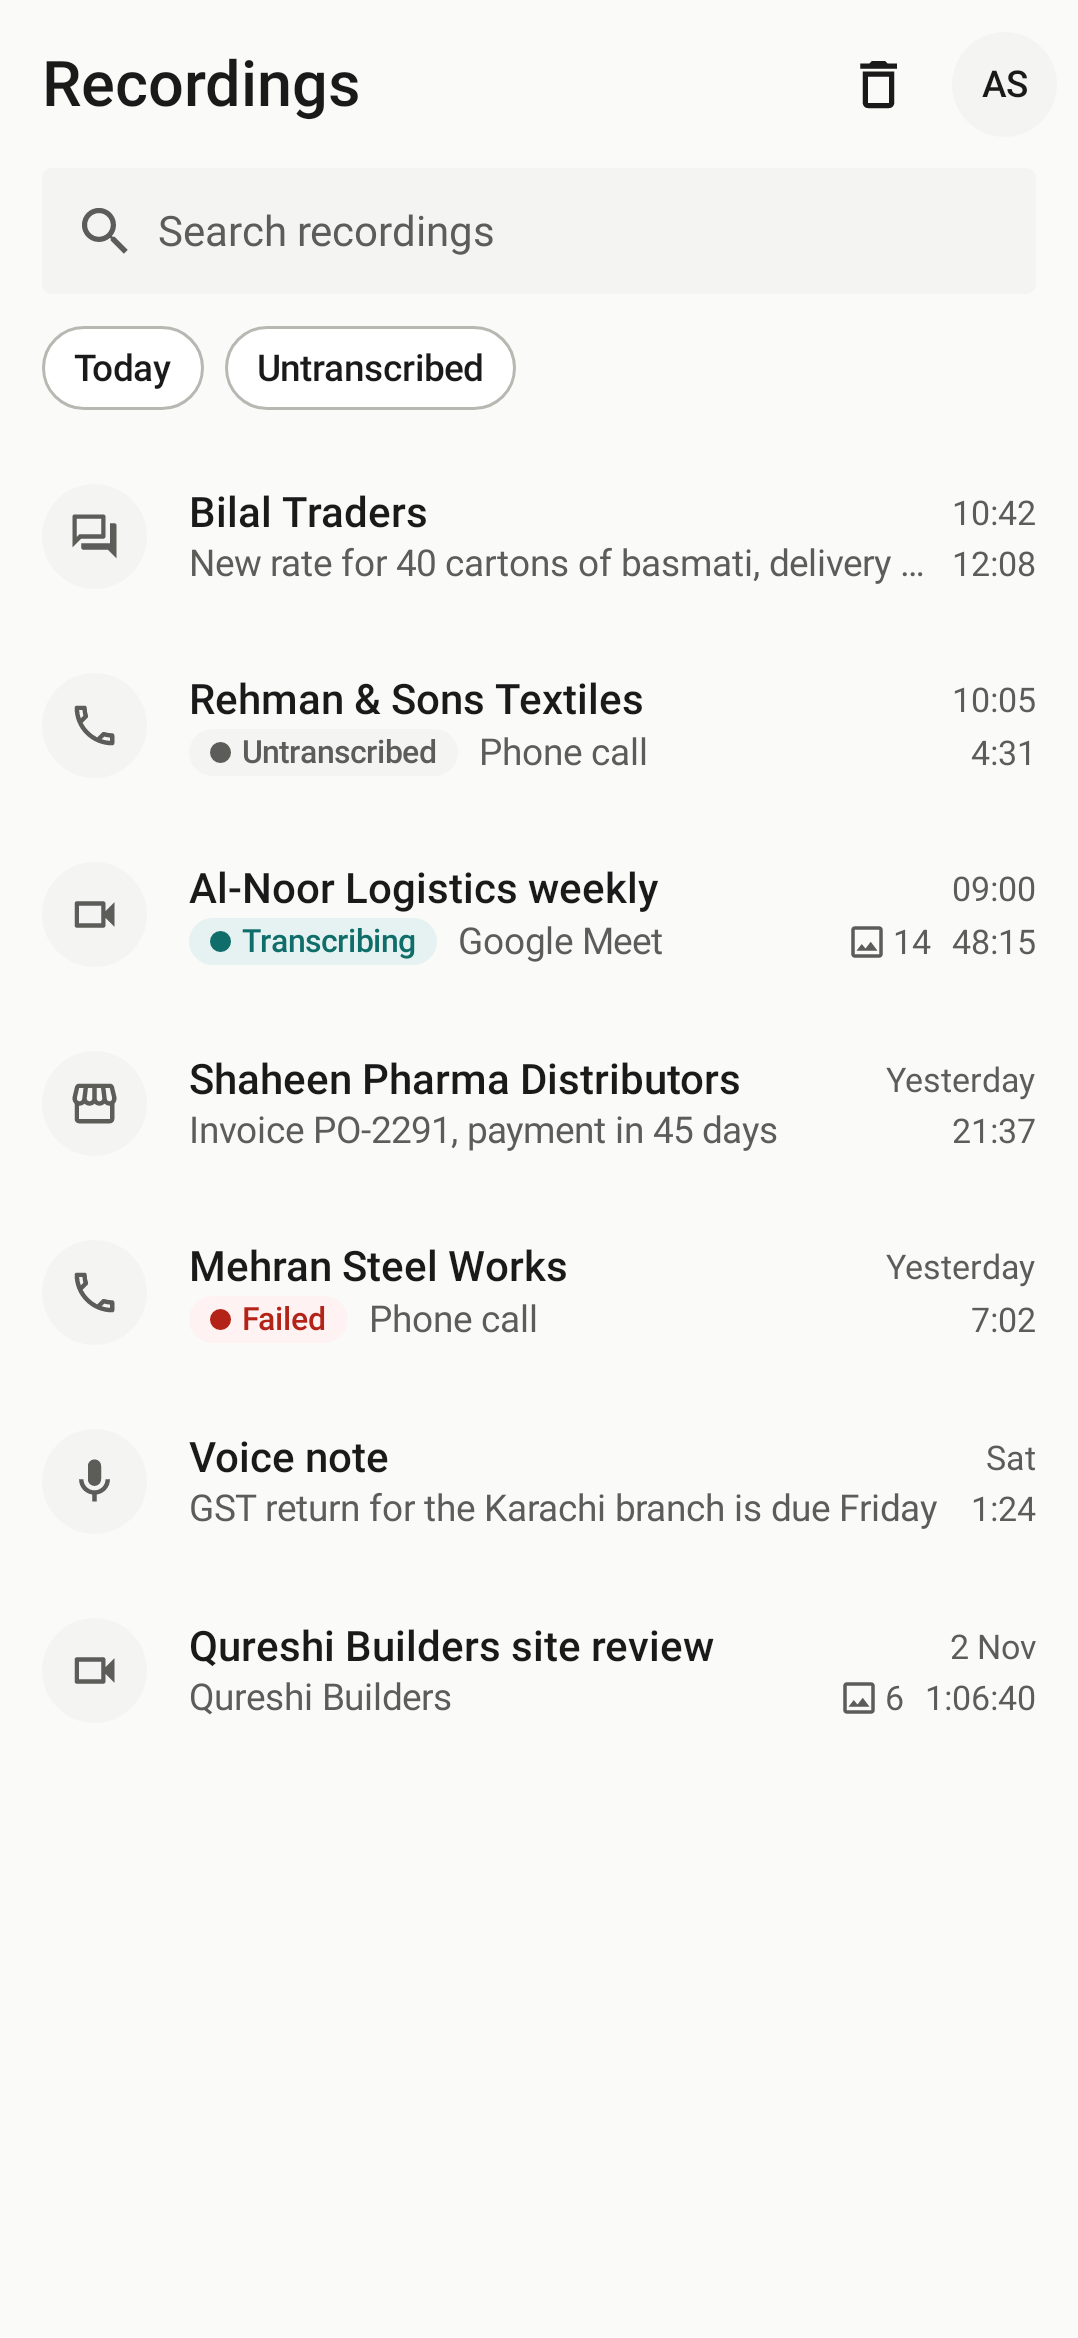 Recordings
AS
Search recordings
Today
Untranscribed
Bilal Traders 10:42
New rate for 40 cartons of basmati, delivery ... 12:08
Rehman & Sons Textiles 10:05
Untranscribed Phone call 4:31
Al-Noor Logistics weekly 09:00
Transcribing Google Meet 14 48:15
Shaheen Pharma Distributors Yesterday
Invoice PO-2291, payment in 45 days 21:37
Mehran Steel Works Yesterday
Failed Phone call 7:02
Voice note Sat
GST return for the Karachi branch is due Friday 1:24
Qureshi Builders site review 2 Nov
Qureshi Builders 6 1:06:40